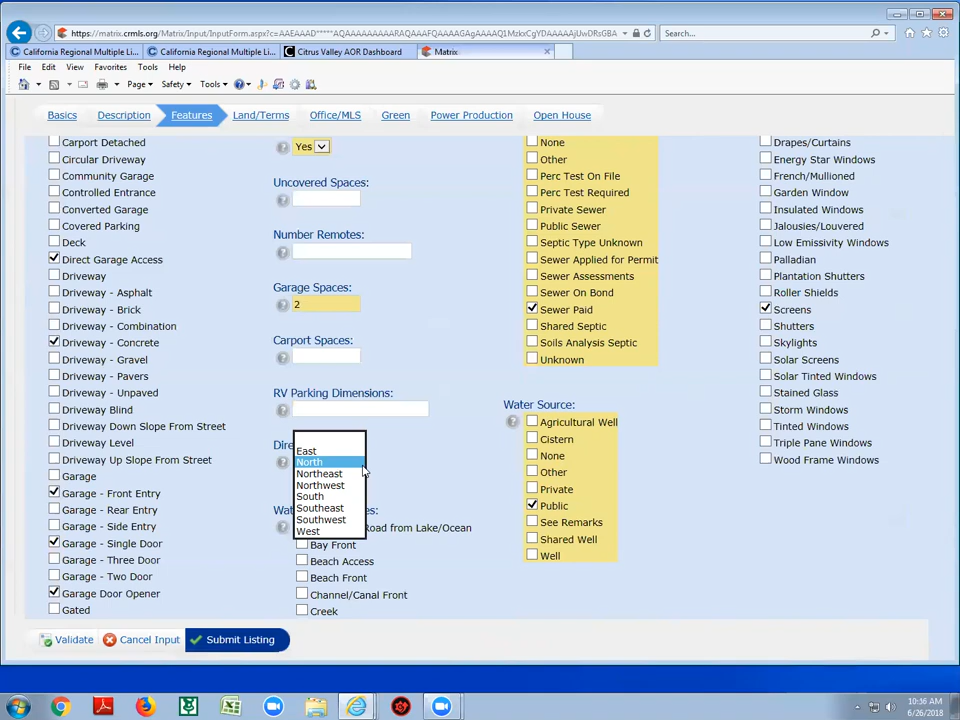 https://matrix.crmls.org/Matrix/Input/InputForm.aspx?c=AAEAAAD*****AQAAAAAAAAARAQAAAFQAAAAGAgAAAAQ1MjUyDRsGBA
Search...
California Regional Multiple Li...
California Regional Multiple Li...
Citrus Valley AOR Dashboard
Matrix
File Edit View Favorites Tools Help
Page Safety Tools
Basics Description Features Land/Terms Office/MLS Green Power Production Open House
Carport Detached
Circular Driveway
Community Garage
Controlled Entrance
Converted Garage
Covered Parking
Deck
Direct Garage Access
Driveway
Driveway - Asphalt
Driveway - Brick
Driveway - Combination
Driveway - Concrete
Driveway - Gravel
Driveway - Pavers
Driveway - Unpaved
Driveway Blind
Driveway Down Slope From Street
Driveway Level
Driveway Up Slope From Street
Garage
Garage - Front Entry
Garage - Rear Entry
Garage - Side Entry
Garage - Single Door
Garage - Three Door
Garage - Two Door
Garage Door Opener
Gated
Yes
Uncovered Spaces:
Number Remotes:
Garage Spaces:
2
Carport Spaces:
RV Parking Dimensions:
Dire
East
North
Northeast
Northwest
South
Southeast
Southwest
West
Wat es:
Road from Lake/Ocean
Bay Front
Beach Access
Beach Front
Channel/Canal Front
Creek
None
Other
Perc Test On File
Perc Test Required
Private Sewer
Public Sewer
Septic Type Unknown
Sewer Applied for Permit
Sewer Assessments
Sewer On Bond
Sewer Paid
Shared Septic
Soils Analysis Septic
Unknown
Water Source:
Agricultural Well
Cistern
None
Other
Private
Public
See Remarks
Shared Well
Well
Drapes/Curtains
Energy Star Windows
French/Mullioned
Garden Window
Insulated Windows
Jalousies/Louvered
Low Emissivity Windows
Palladian
Plantation Shutters
Roller Shields
Screens
Shutters
Skylights
Solar Screens
Solar Tinted Windows
Stained Glass
Storm Windows
Tinted Windows
Triple Pane Windows
Wood Frame Windows
Validate Cancel Input Submit Listing
10:36 AM
6/26/2018